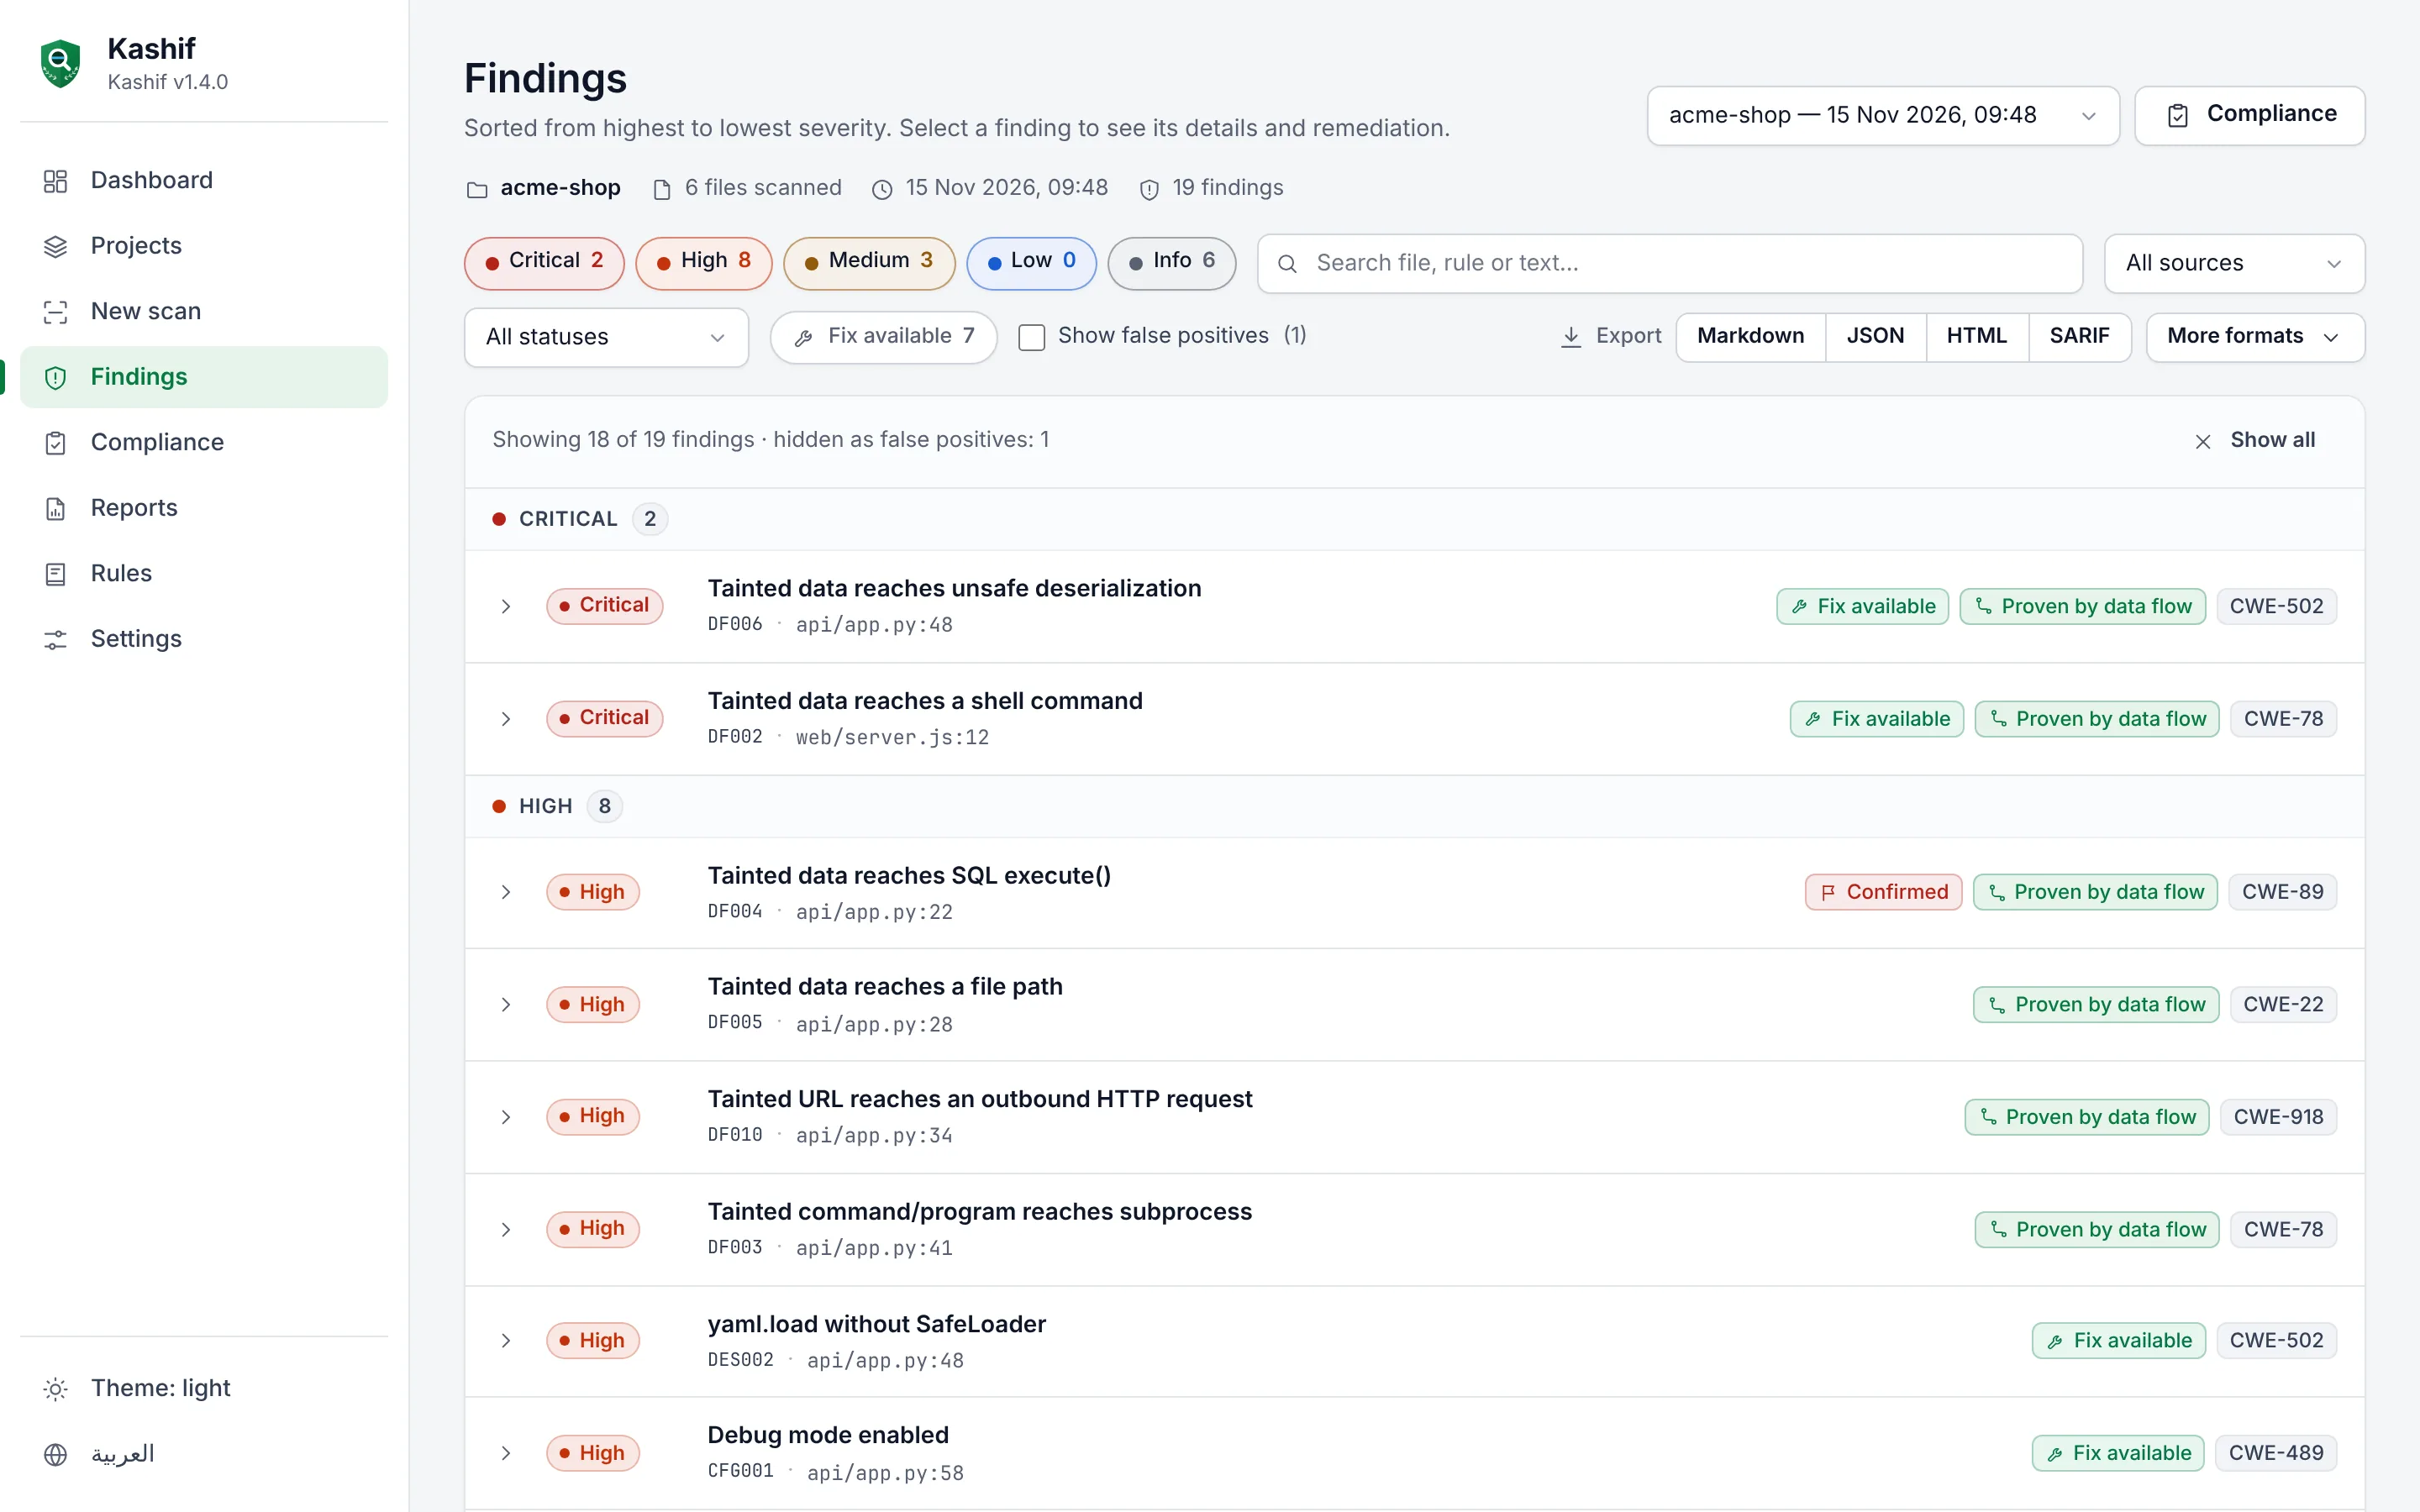 Kashif
Kashif v1.4.0
Dashboard
Projects
New scan
Findings
Compliance
Reports
Rules
Settings
Theme: light
العربية
Findings
Sorted from highest to lowest severity. Select a finding to see its details and remediation.
acme-shop — 15 Nov 2026, 09:48
Compliance
acme-shop 6 files scanned 15 Nov 2026, 09:48 19 findings
Critical 2 High 8 Medium 3 Low 0 Info 6 Search file, rule or text... All sources
All statuses Fix available 7 Show false positives (1) Export Markdown JSON HTML SARIF More formats
Showing 18 of 19 findings · hidden as false positives: 1 Show all
CRITICAL 2
Critical Tainted data reaches unsafe deserialization Fix available Proven by data flow CWE-502
DF006 · api/app.py:48
Critical Tainted data reaches a shell command Fix available Proven by data flow CWE-78
DF002 · web/server.js:12
HIGH 8
High Tainted data reaches SQL execute() Confirmed Proven by data flow CWE-89
DF004 · api/app.py:22
High Tainted data reaches a file path Proven by data flow CWE-22
DF005 · api/app.py:28
High Tainted URL reaches an outbound HTTP request Proven by data flow CWE-918
DF010 · api/app.py:34
High Tainted command/program reaches subprocess Proven by data flow CWE-78
DF003 · api/app.py:41
High yaml.load without SafeLoader Fix available CWE-502
DES002 · api/app.py:48
High Debug mode enabled Fix available CWE-489
CFG001 · api/app.py:58